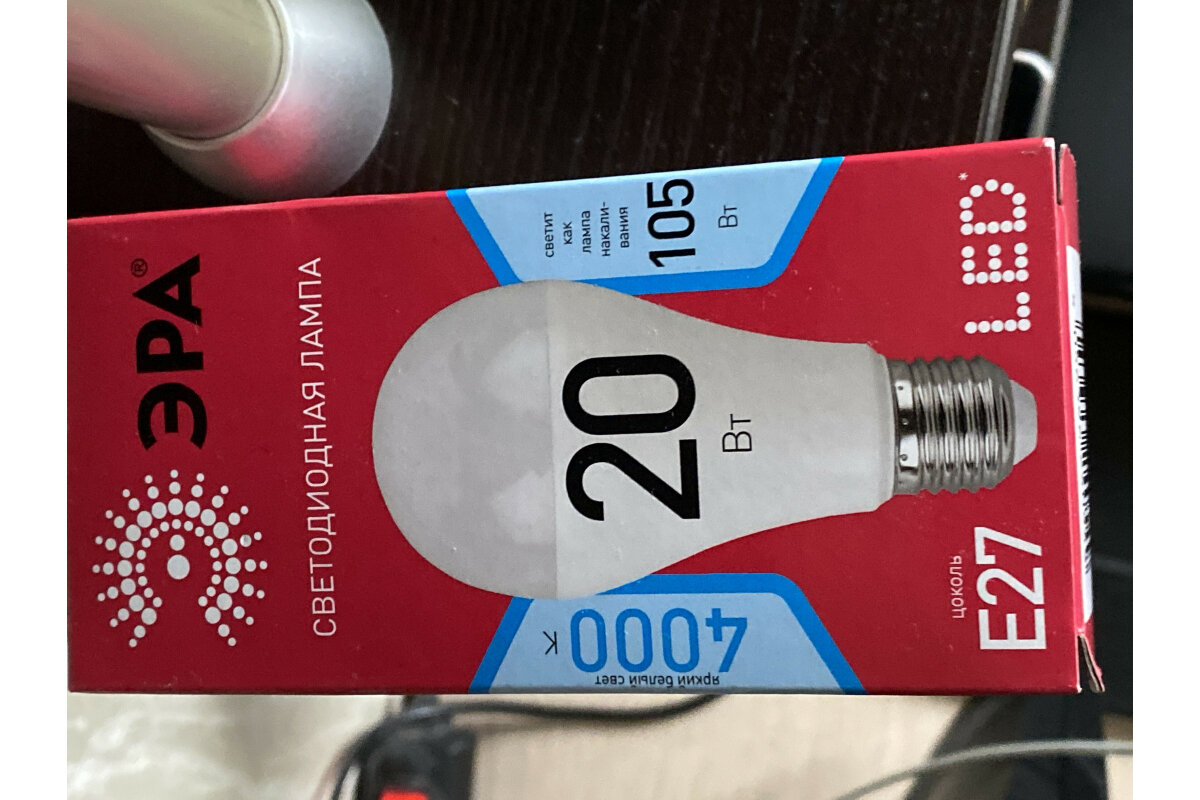 ЭРА®
СВЕТОДИОДНАЯ ЛАМПА
светит
как
лампа
накали-
вания
105
Вт
20
Вт
4000
К
яркий белый свет
цоколь
E27
LED*